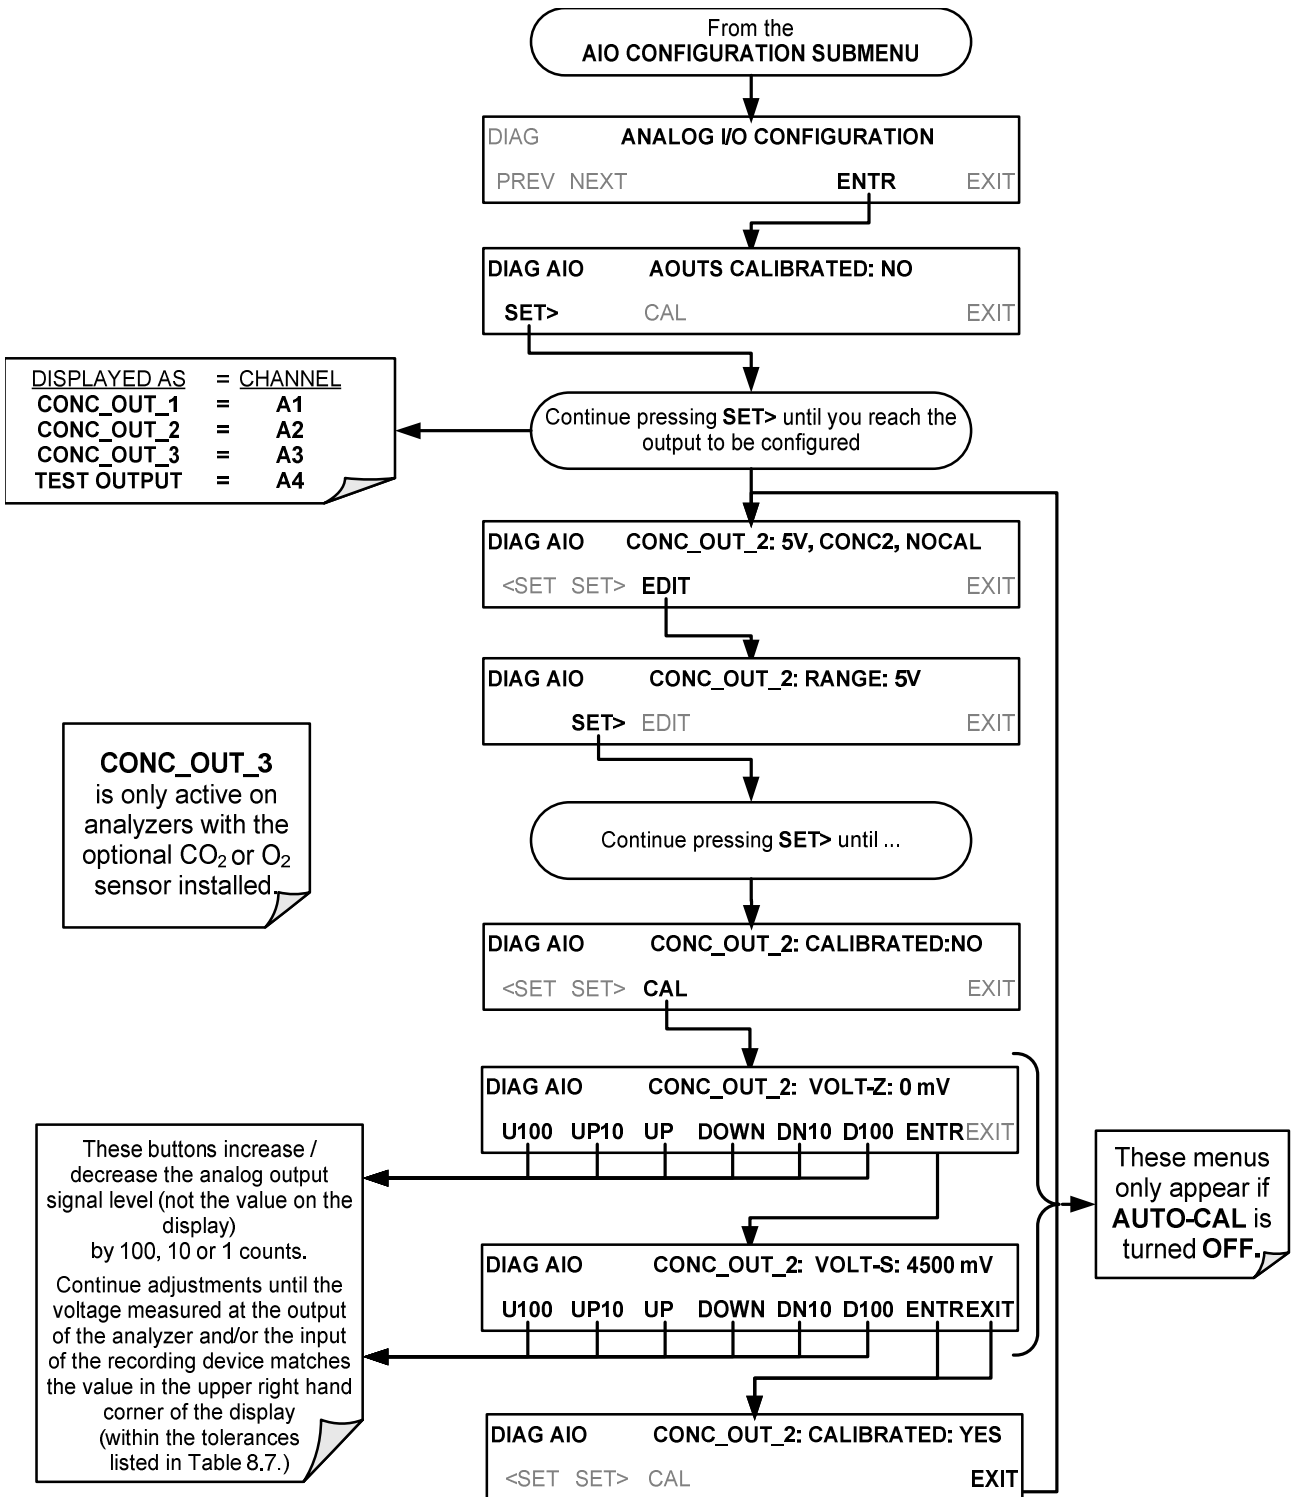 From the
AIO CONFIGURATION SUBMENU
DIAG ANALOG I/O CONFIGURATION
PREV NEXT ENTR EXIT
DIAG AIO AOUTS CALIBRATED: NO
SET> CAL EXIT
DISPLAYED AS = CHANNEL
CONC_OUT_1 = A1
CONC_OUT_2 = A2
CONC_OUT_3 = A3
TEST OUTPUT = A4
Continue pressing SET> until you reach the
output to be configured
DIAG AIO CONC_OUT_2: 5V, CONC2, NOCAL
<SET SET> EDIT EXIT
DIAG AIO CONC_OUT_2: RANGE: 5V
SET> EDIT EXIT
CONC_OUT_3
is only active on
analyzers with the
optional CO₂ or O₂
sensor installed.
Continue pressing SET> until ...
DIAG AIO CONC_OUT_2: CALIBRATED:NO
<SET SET> CAL EXIT
DIAG AIO CONC_OUT_2: VOLT-Z: 0 mV
U100 UP10 UP DOWN DN10 D100 ENTR EXIT
These buttons increase /
decrease the analog output
signal level (not the value on the
display)
by 100, 10 or 1 counts.
Continue adjustments until the
voltage measured at the output
of the analyzer and/or the input
of the recording device matches
the value in the upper right hand
corner of the display
(within the tolerances
listed in Table 8.7.)
These menus
only appear if
AUTO-CAL is
turned OFF.
DIAG AIO CONC_OUT_2: VOLT-S: 4500 mV
U100 UP10 UP DOWN DN10 D100 ENTR EXIT
DIAG AIO CONC_OUT_2: CALIBRATED: YES
<SET SET> CAL EXIT